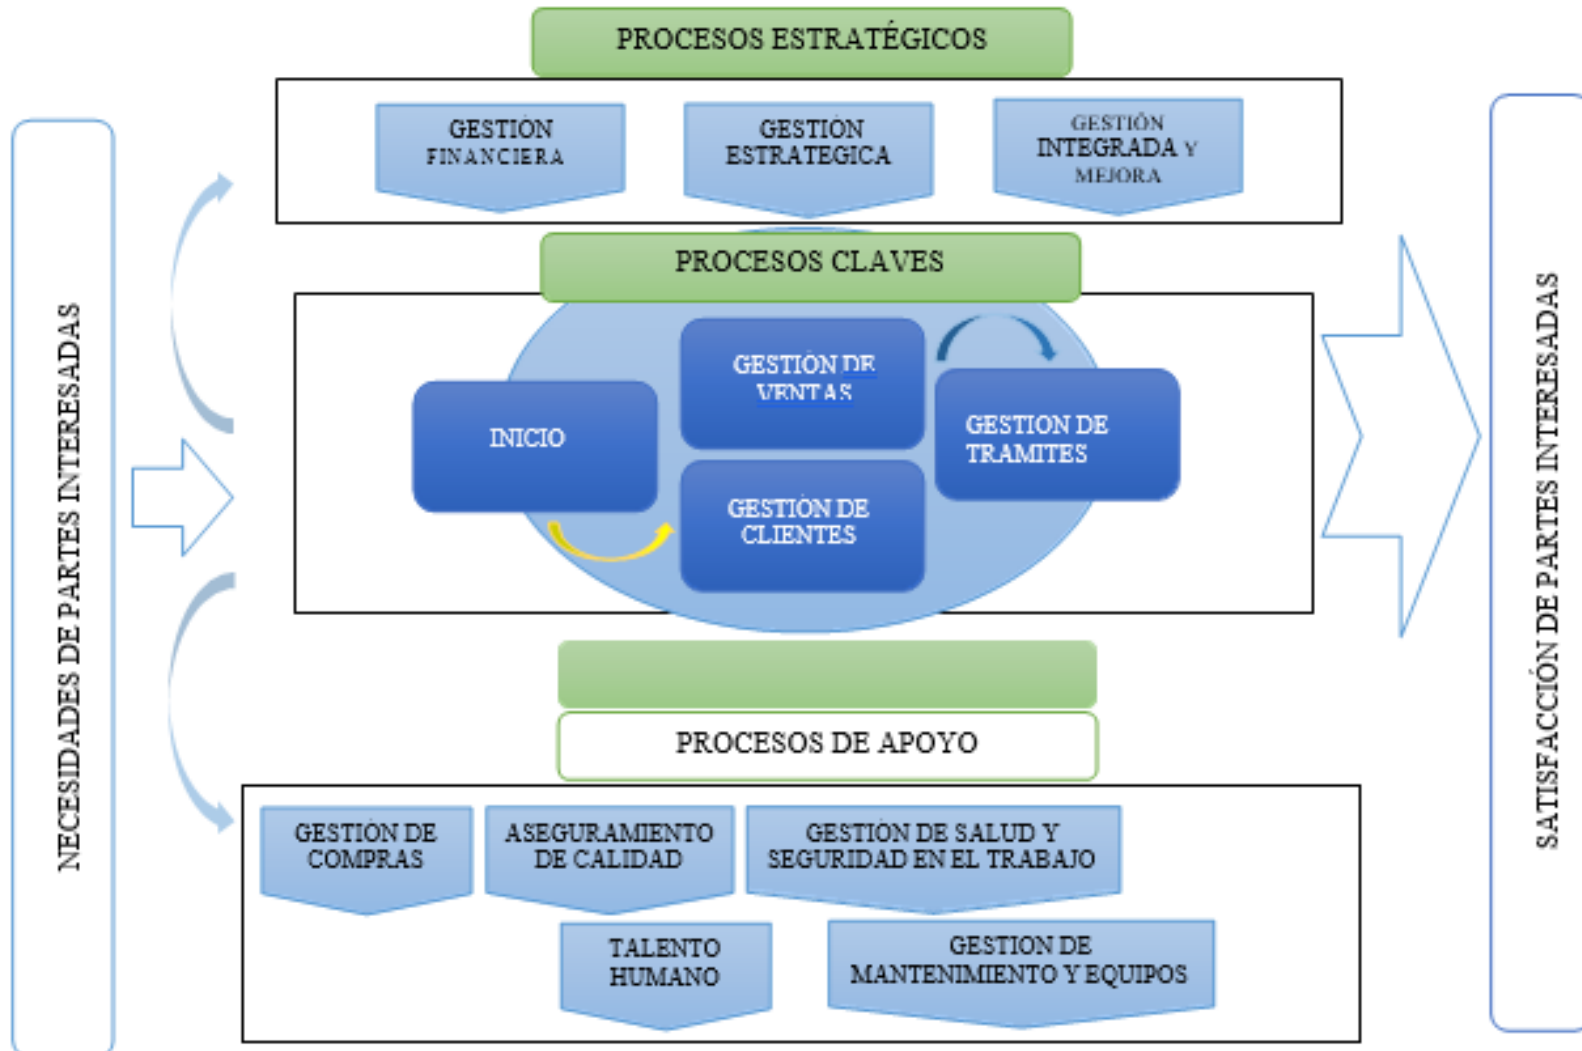 PROCESOS ESTRATÉGICOS
GESTIÓN
FINANCIERA
GESTIÓN
ESTRATEGICA
GESTIÓN
INTEGRADA Y
MEJORA
NECESIDADES DE PARTES INTERESADAS
PROCESOS CLAVES
INICIO
GESTIÓN DE
VENTAS
GESTIÓN DE
CLIENTES
GESTION DE
TRAMITES
SATISFACCIÓN DE PARTES INTERESADAS
PROCESOS DE APOYO
GESTIÓN DE
COMPRAS
ASEGURAMIENTO
DE CALIDAD
GESTIÓN DE SALUD Y
SEGURIDAD EN EL TRABAJO
TALENTO
HUMANO
GESTION DE
MANTENIMIENTO Y EQUIPOS